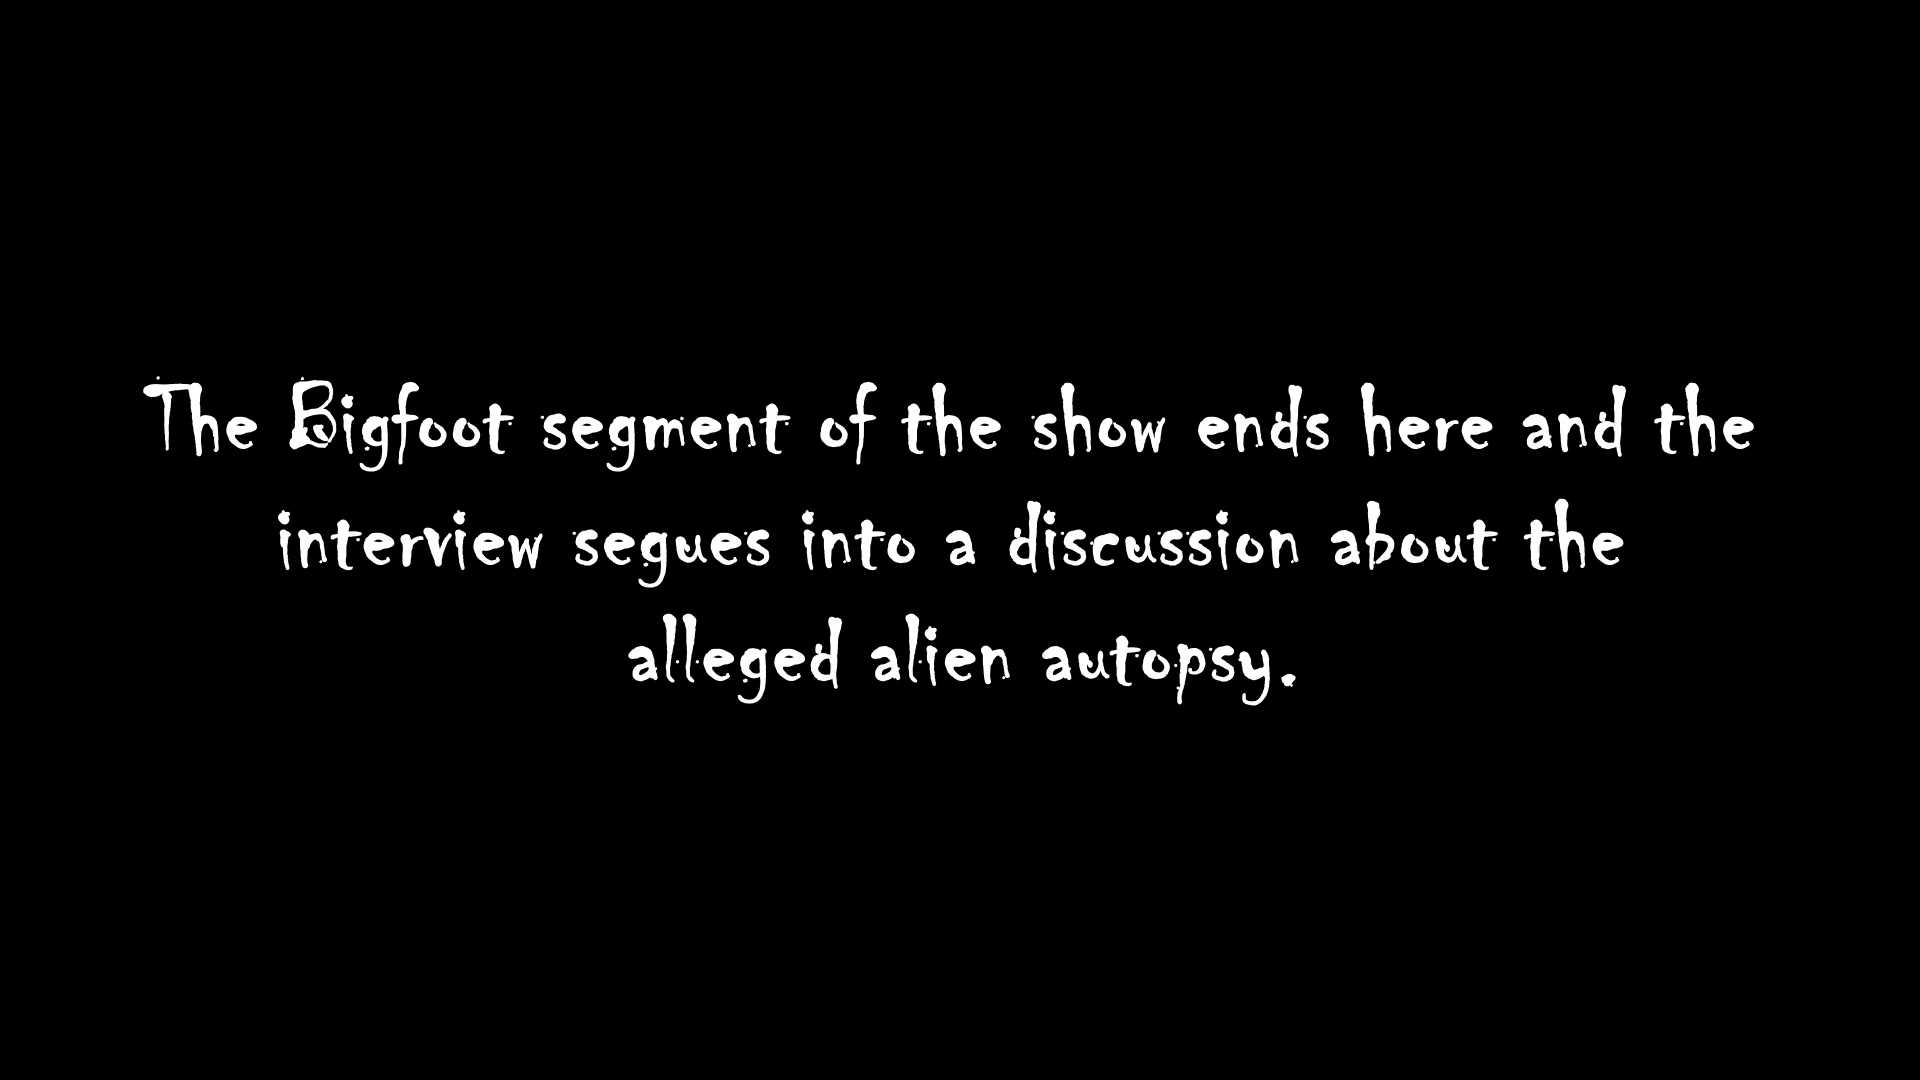 The Bigfoot segment of the show ends here and the
interview segues into a discussion about the
alleged alien autopsy.